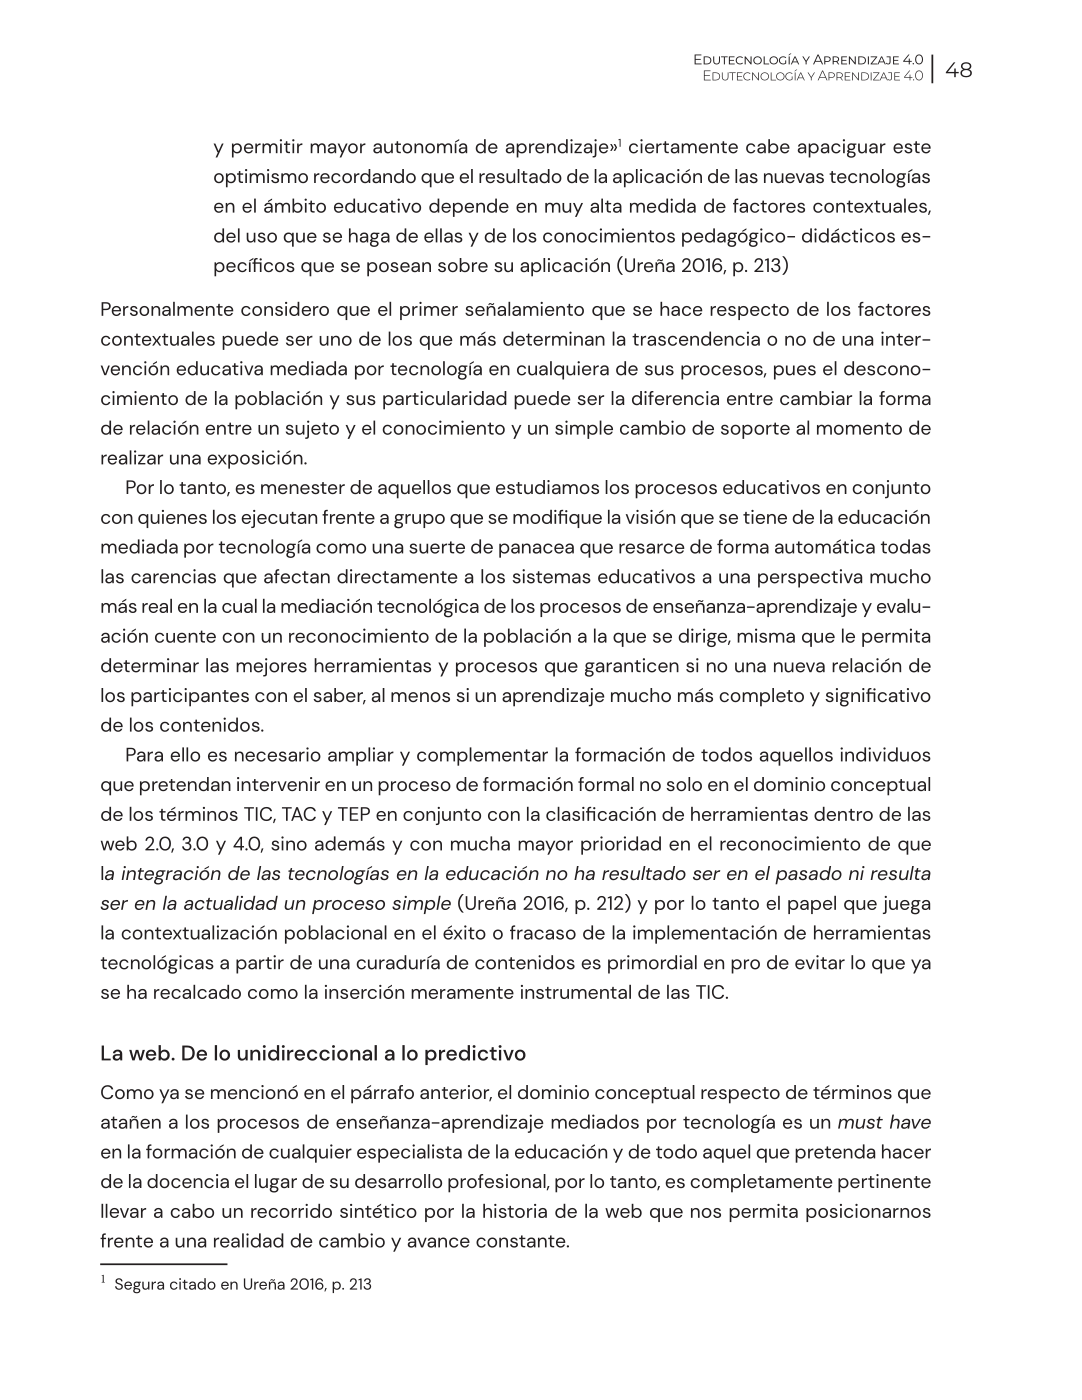 Edutecnología y Aprendizaje 4.0
Edutecnología y Aprendizaje 4.0
48
y permitir mayor autonomía de aprendizaje»1 ciertamente cabe apaciguar este
optimismo recordando que el resultado de la aplicación de las nuevas tecnologías
en el ámbito educativo depende en muy alta medida de factores contextuales,
del uso que se haga de ellas y de los conocimientos pedagógico- didácticos es-
pecíficos que se posean sobre su aplicación (Ureña 2016, p. 213)
Personalmente considero que el primer señalamiento que se hace respecto de los factores
contextuales puede ser uno de los que más determinan la trascendencia o no de una inter-
vención educativa mediada por tecnología en cualquiera de sus procesos, pues el descono-
cimiento de la población y sus particularidad puede ser la diferencia entre cambiar la forma
de relación entre un sujeto y el conocimiento y un simple cambio de soporte al momento de
realizar una exposición.
Por lo tanto, es menester de aquellos que estudiamos los procesos educativos en conjunto
con quienes los ejecutan frente a grupo que se modifique la visión que se tiene de la educación
mediada por tecnología como una suerte de panacea que resarce de forma automática todas
las carencias que afectan directamente a los sistemas educativos a una perspectiva mucho
más real en la cual la mediación tecnológica de los procesos de enseñanza-aprendizaje y evalu-
ación cuente con un reconocimiento de la población a la que se dirige, misma que le permita
determinar las mejores herramientas y procesos que garanticen si no una nueva relación de
los participantes con el saber, al menos si un aprendizaje mucho más completo y significativo
de los contenidos.
Para ello es necesario ampliar y complementar la formación de todos aquellos individuos
que pretendan intervenir en un proceso de formación formal no solo en el dominio conceptual
de los términos TIC, TAC y TEP en conjunto con la clasificación de herramientas dentro de las
web 2.0, 3.0 y 4.0, sino además y con mucha mayor prioridad en el reconocimiento de que
la integración de las tecnologías en la educación no ha resultado ser en el pasado ni resulta
ser en la actualidad un proceso simple (Ureña 2016, p. 212) y por lo tanto el papel que juega
la contextualización poblacional en el éxito o fracaso de la implementación de herramientas
tecnológicas a partir de una curaduría de contenidos es primordial en pro de evitar lo que ya
se ha recalcado como la inserción meramente instrumental de las TIC.
La web. De lo unidireccional a lo predictivo
Como ya se mencionó en el párrafo anterior, el dominio conceptual respecto de términos que
atañen a los procesos de enseñanza-aprendizaje mediados por tecnología es un must have
en la formación de cualquier especialista de la educación y de todo aquel que pretenda hacer
de la docencia el lugar de su desarrollo profesional, por lo tanto, es completamente pertinente
llevar a cabo un recorrido sintético por la historia de la web que nos permita posicionarnos
frente a una realidad de cambio y avance constante.
1 Segura citado en Ureña 2016, p. 213